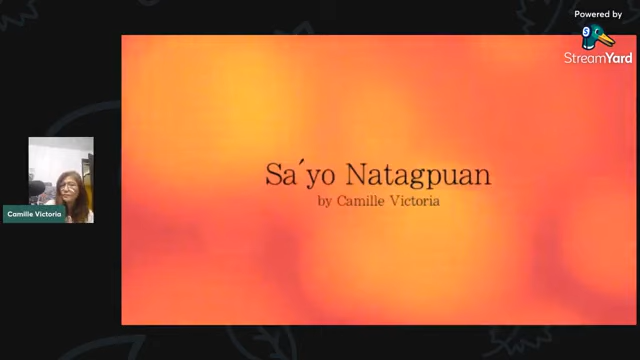 Powered by
StreamYard
Sa´yo Natagpuan
by Camille Victoria
Camille Victoria